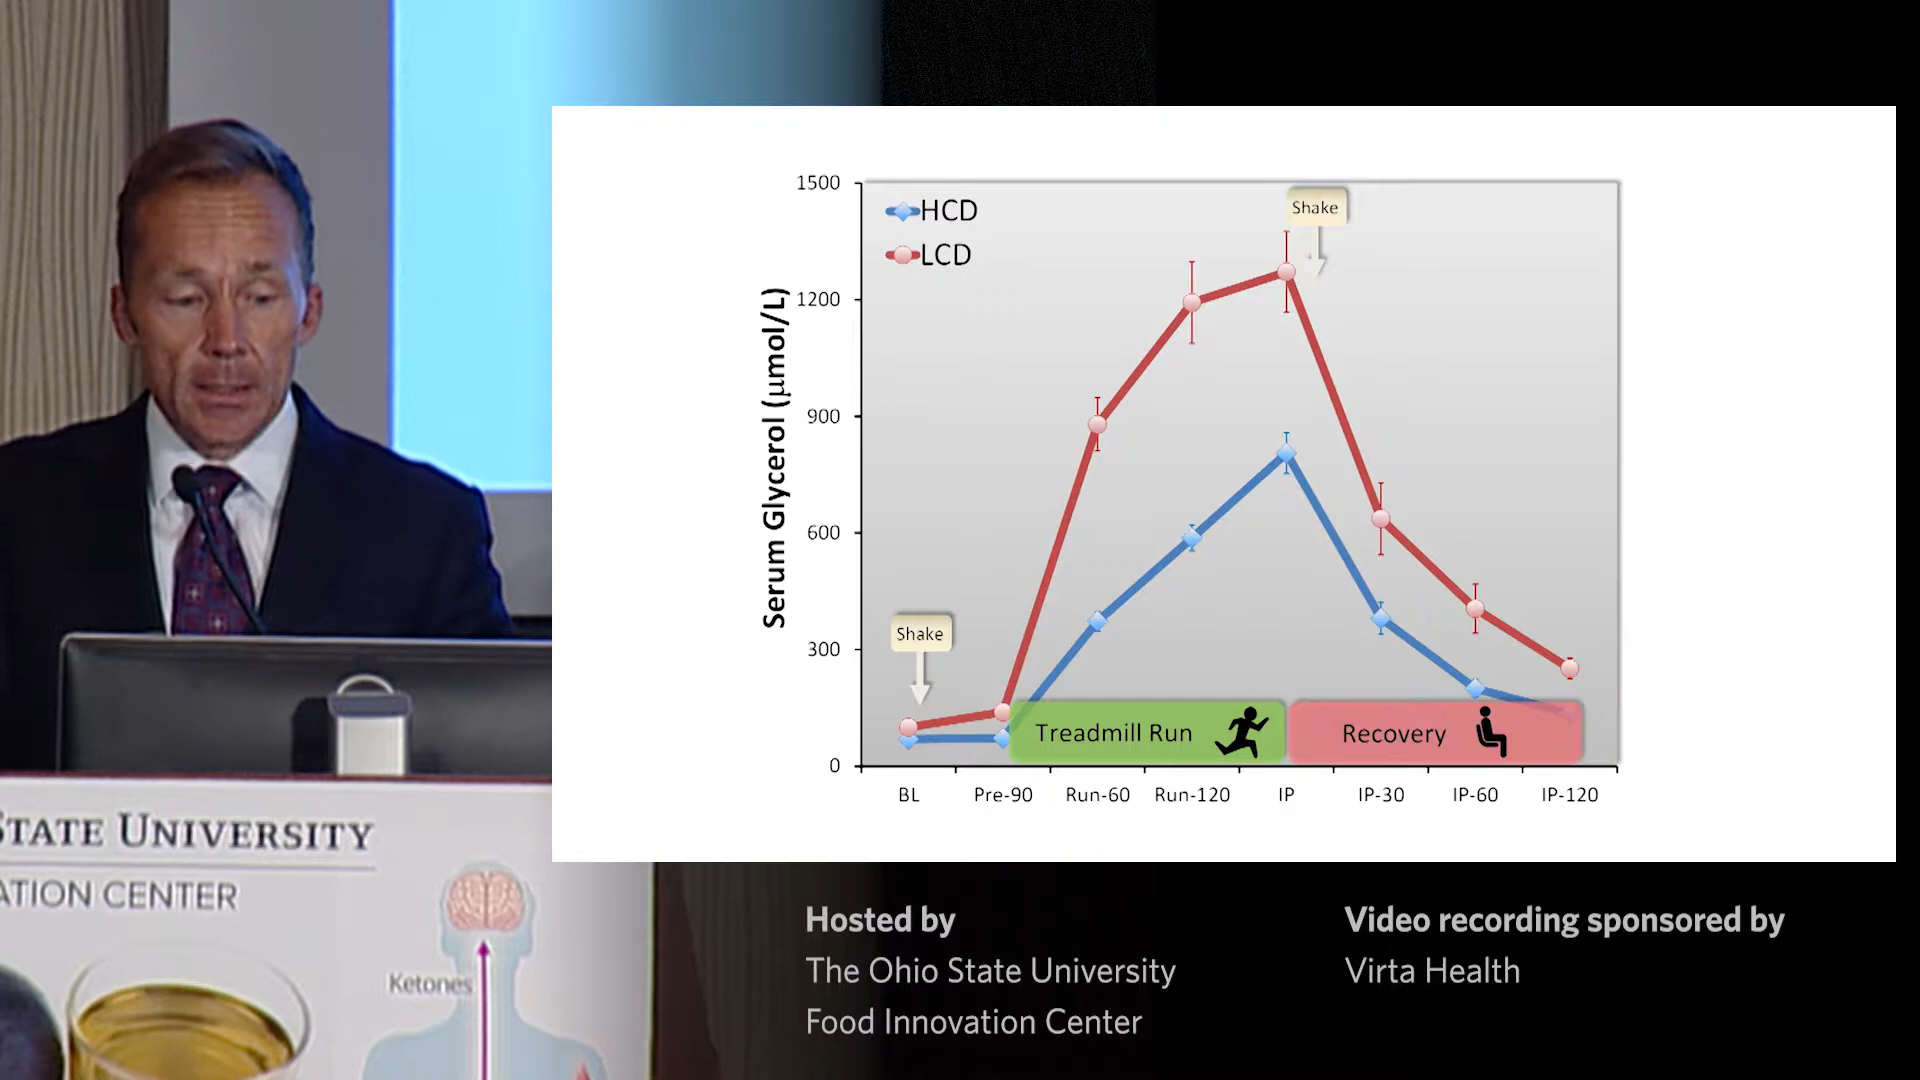 1500
1200
900
600
300
0
Serum Glycerol (μmol/L)
HCD
LCD
Shake
Shake
Treadmill Run
Recovery
BL
Pre-90
Run-60
Run-120
IP
IP-30
IP-60
IP-120
STATE UNIVERSITY
ATION CENTER
Ketones
Hosted by
The Ohio State University
Food Innovation Center
Video recording sponsored by
Virta Health